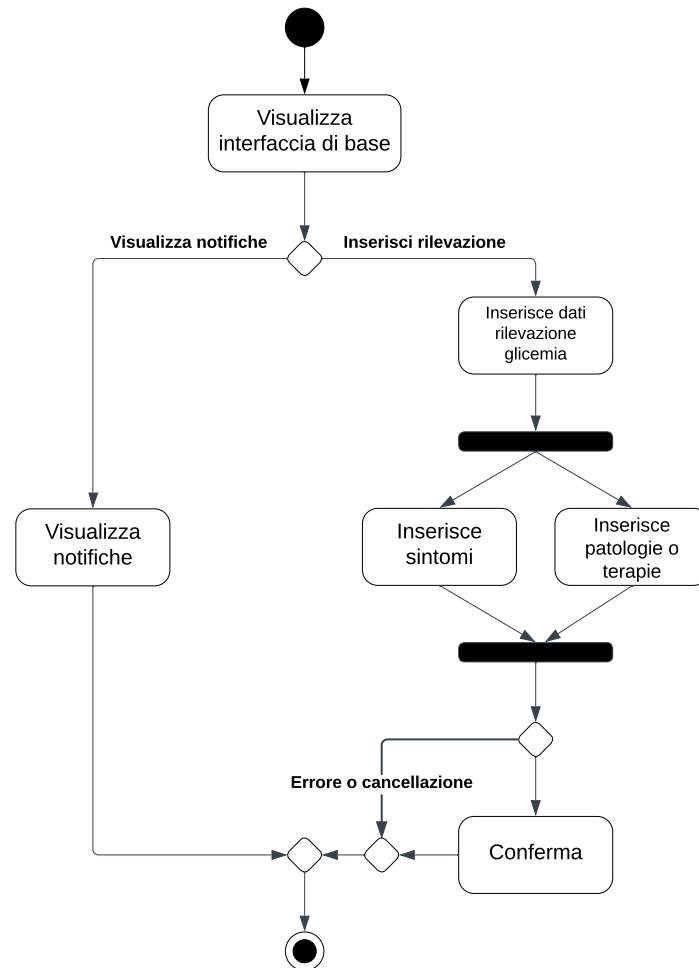 Visualizza
interfaccia di base
Visualizza notifiche
Inserisci rilevazione
Inserisce dati
rilevazione
glicemia
Visualizza
notifiche
Inserisce
sintomi
Inserisce
patologie o
terapie
Errore o cancellazione
Conferma